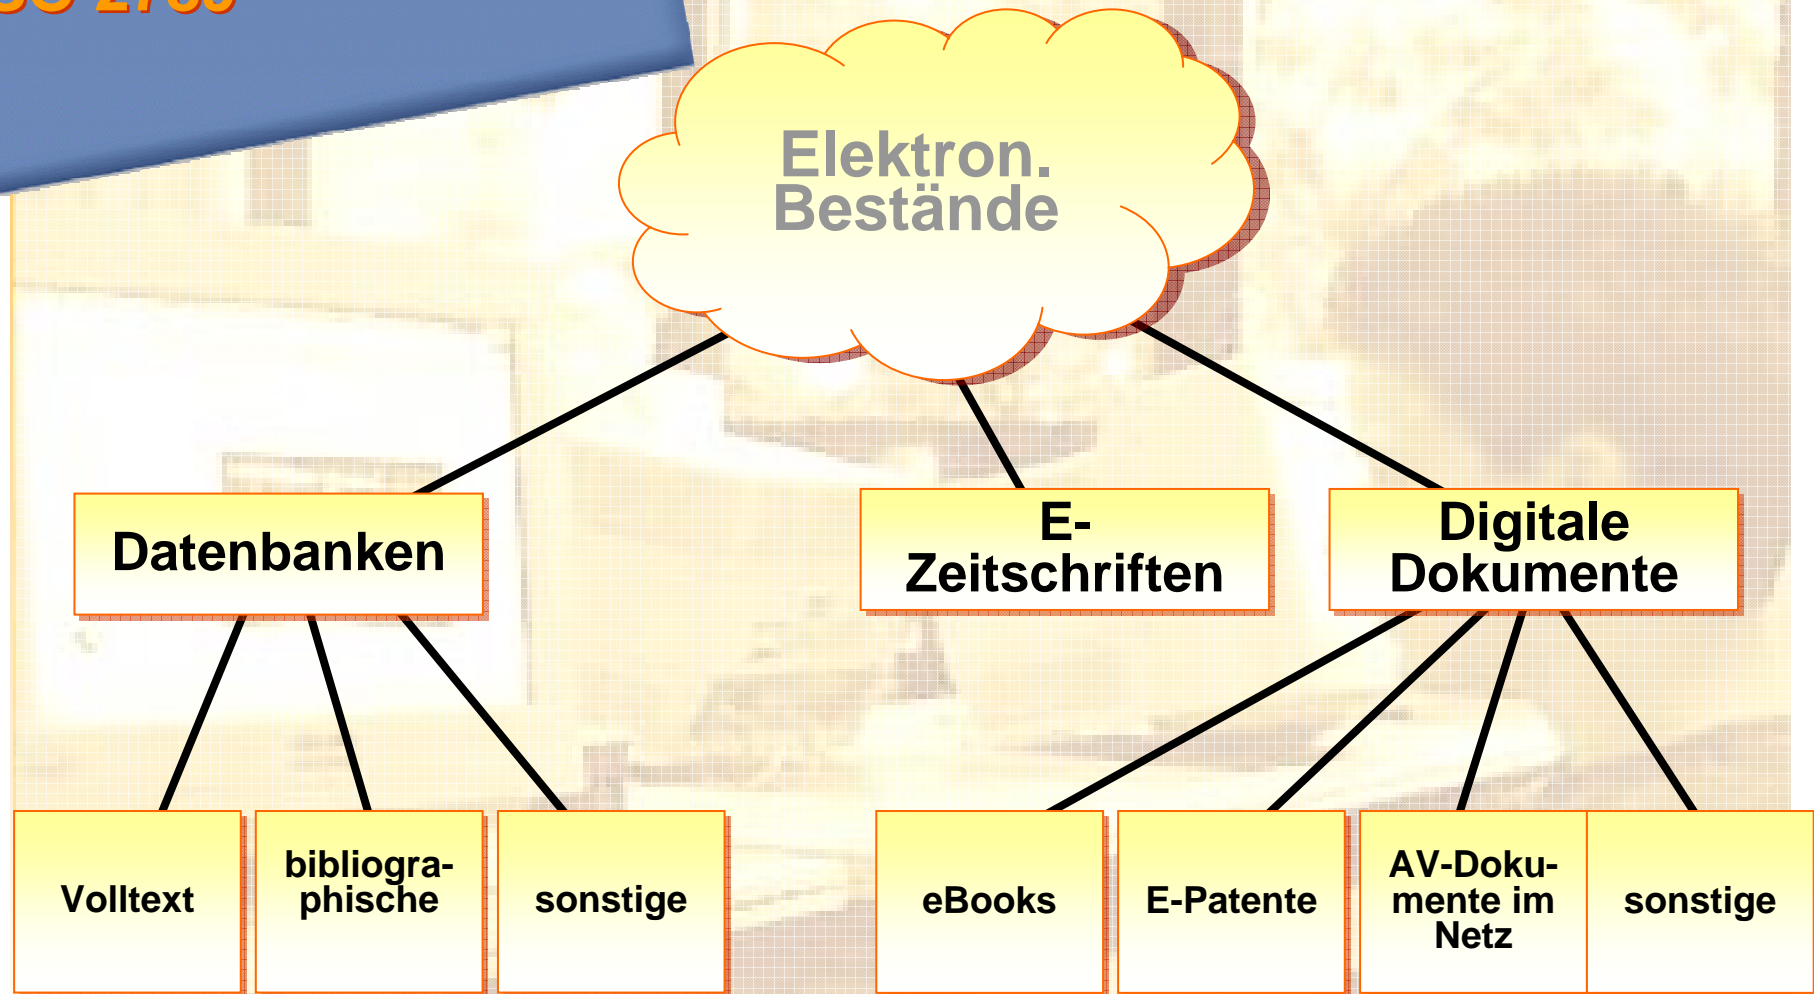 Elektron.
Bestände
Datenbanken
E-
Zeitschriften
Digitale
Dokumente
Volltext
bibliogra-
phische
sonstige
eBooks
E-Patente
AV-Doku-
mente im
Netz
sonstige